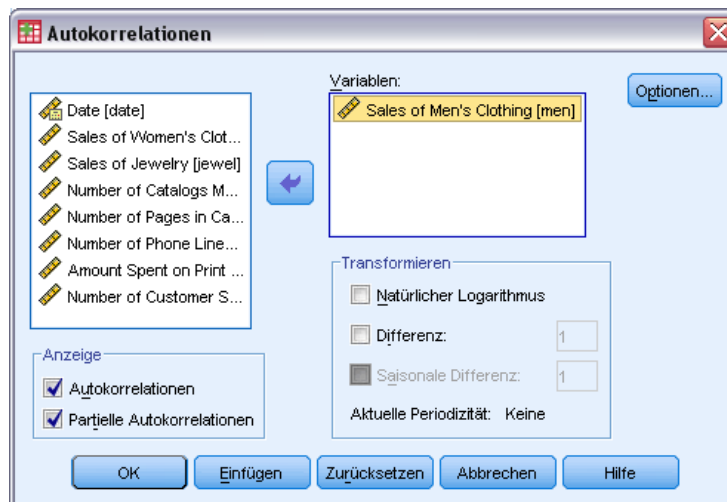 Autokorrelationen
Variablen:
Date [date]
Sales of Women's Clot...
Sales of Jewelry [jewel]
Number of Catalogs M...
Number of Pages in Ca...
Number of Phone Line...
Amount Spent on Print ...
Number of Customer S...
Sales of Men's Clothing [men]
Optionen...
Anzeige
Autokorrelationen
Partielle Autokorrelationen
Transformieren
Natürlicher Logarithmus
Differenz: 1
Saisonale Differenz: 1
Aktuelle Periodizität: Keine
OK Einfügen Zurücksetzen Abbrechen Hilfe